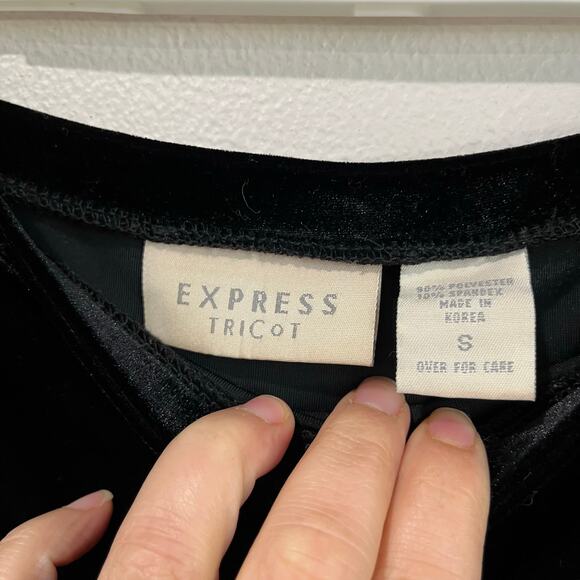 EXPRESS
TRICOT
90% POLYESTER
10% SPANDEX
MADE IN
KOREA
S
OVER FOR CARE